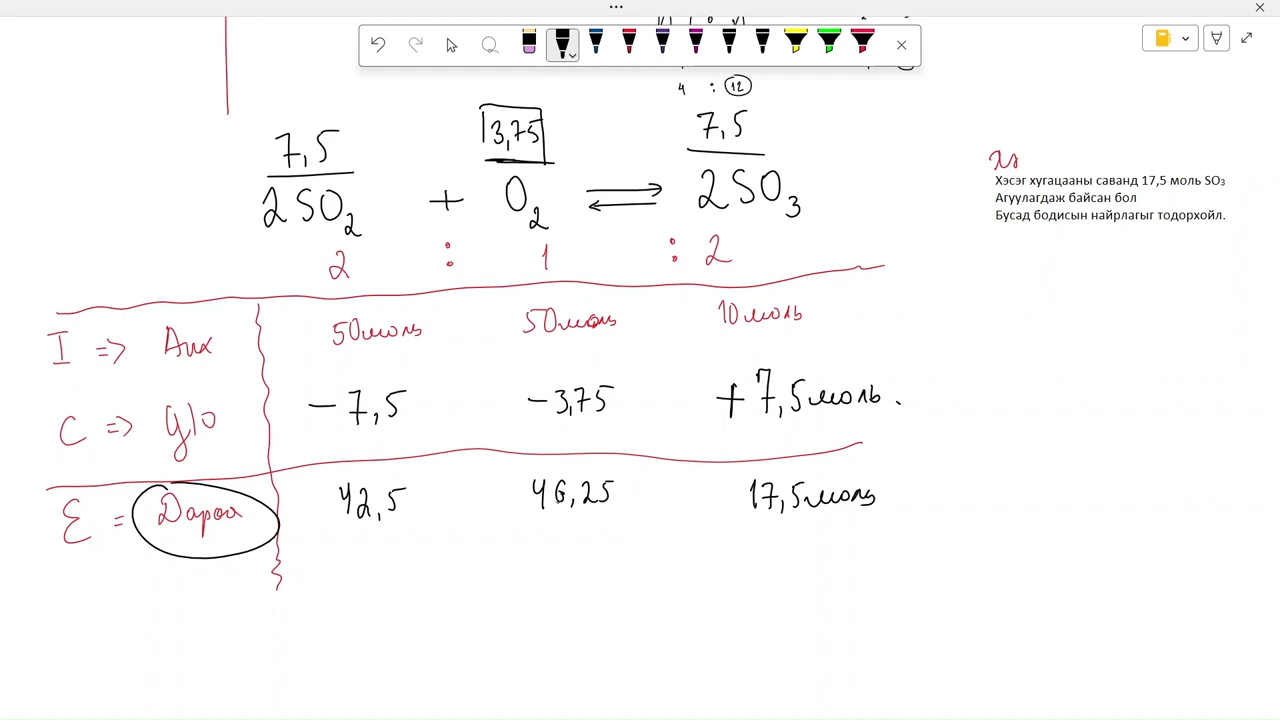 4 : 12
7,5 3,75 7,5
2SO₂ + O₂ ⇌ 2SO₃
2 : 1 : 2
Хэсэг хугацааны саванд 17,5 моль SO₃
Агуулагдаж байсан бол
Бусад бодисын найрлагыг тодорхойл.
I => Анх 50моль 50моль 10моль
C => У/О - 7,5 - 3,75 + 7,5моль.
E = Дараа 42,5 46,25 17,5моль